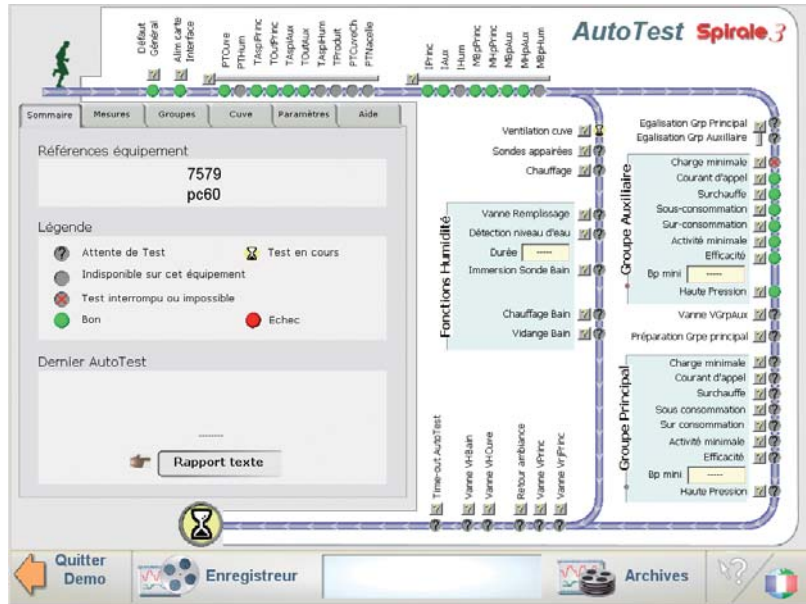 AutoTest Spirale 3
Défaut Général
Alim carte Interface
PTCuve
PTHum
TAspiPrinc
TOutPrinc
TAspiAux
TOutAux
TAspiHum
TProduit
PTCuveCh
PTNacelle
IPrinc
IAux
IHum
MBpPrinc
MHpPrinc
MBpAux
MHpAux
MBpHum
Sommaire
Mesures
Groupes
Cuve
Paramètres
Aide
Références équipement
7579
pc60
Légende
Attente de Test
Test en cours
Indisponible sur cet équipement
Test interrompu ou impossible
Bon
Echec
Dernier AutoTest
-------
Rapport texte
Ventilation cuve
Sondes appairées
Chauffage
Fonctions Humidité
Vanne Remplissage
Détection niveau d'eau
Durée -----
Immersion Sonde Bain
Chauffage Bain
Vidange Bain
Egalisation Grp Principal
Egalisation Grp Auxillaire
Groupe Auxiliaire
Charge minimale
Courant d'appel
Surchauffe
Sous-consommation
Sur-consommation
Activité minimale
Efficacité
Bp mini -----
Haute Pression
Vanne VGrpAux
Préparation Grpe principal
Groupe Principal
Charge minimale
Courant d'appel
Surchauffe
Sous consommation
Sur consommation
Activité minimale
Efficacité
Bp mini -----
Haute Pression
Time-out AutoTest
Vanne VHBain
Vanne VHCuve
Retour ambiance
Vanne VPrinc
Vanne VrjPrinc
Quitter
Demo
Enregistreur
Archives